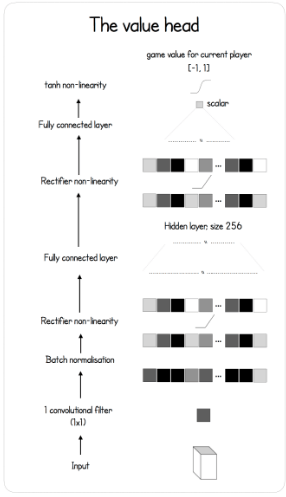 The value head
game value for current player
[-1, 1]
tanh non-linearity
scalar
Fully connected layer
Rectifier non-linearity
Hidden layer: size 256
Fully connected layer
Rectifier non-linearity
Batch normalisation
1 convolutional filter
(1x1)
Input